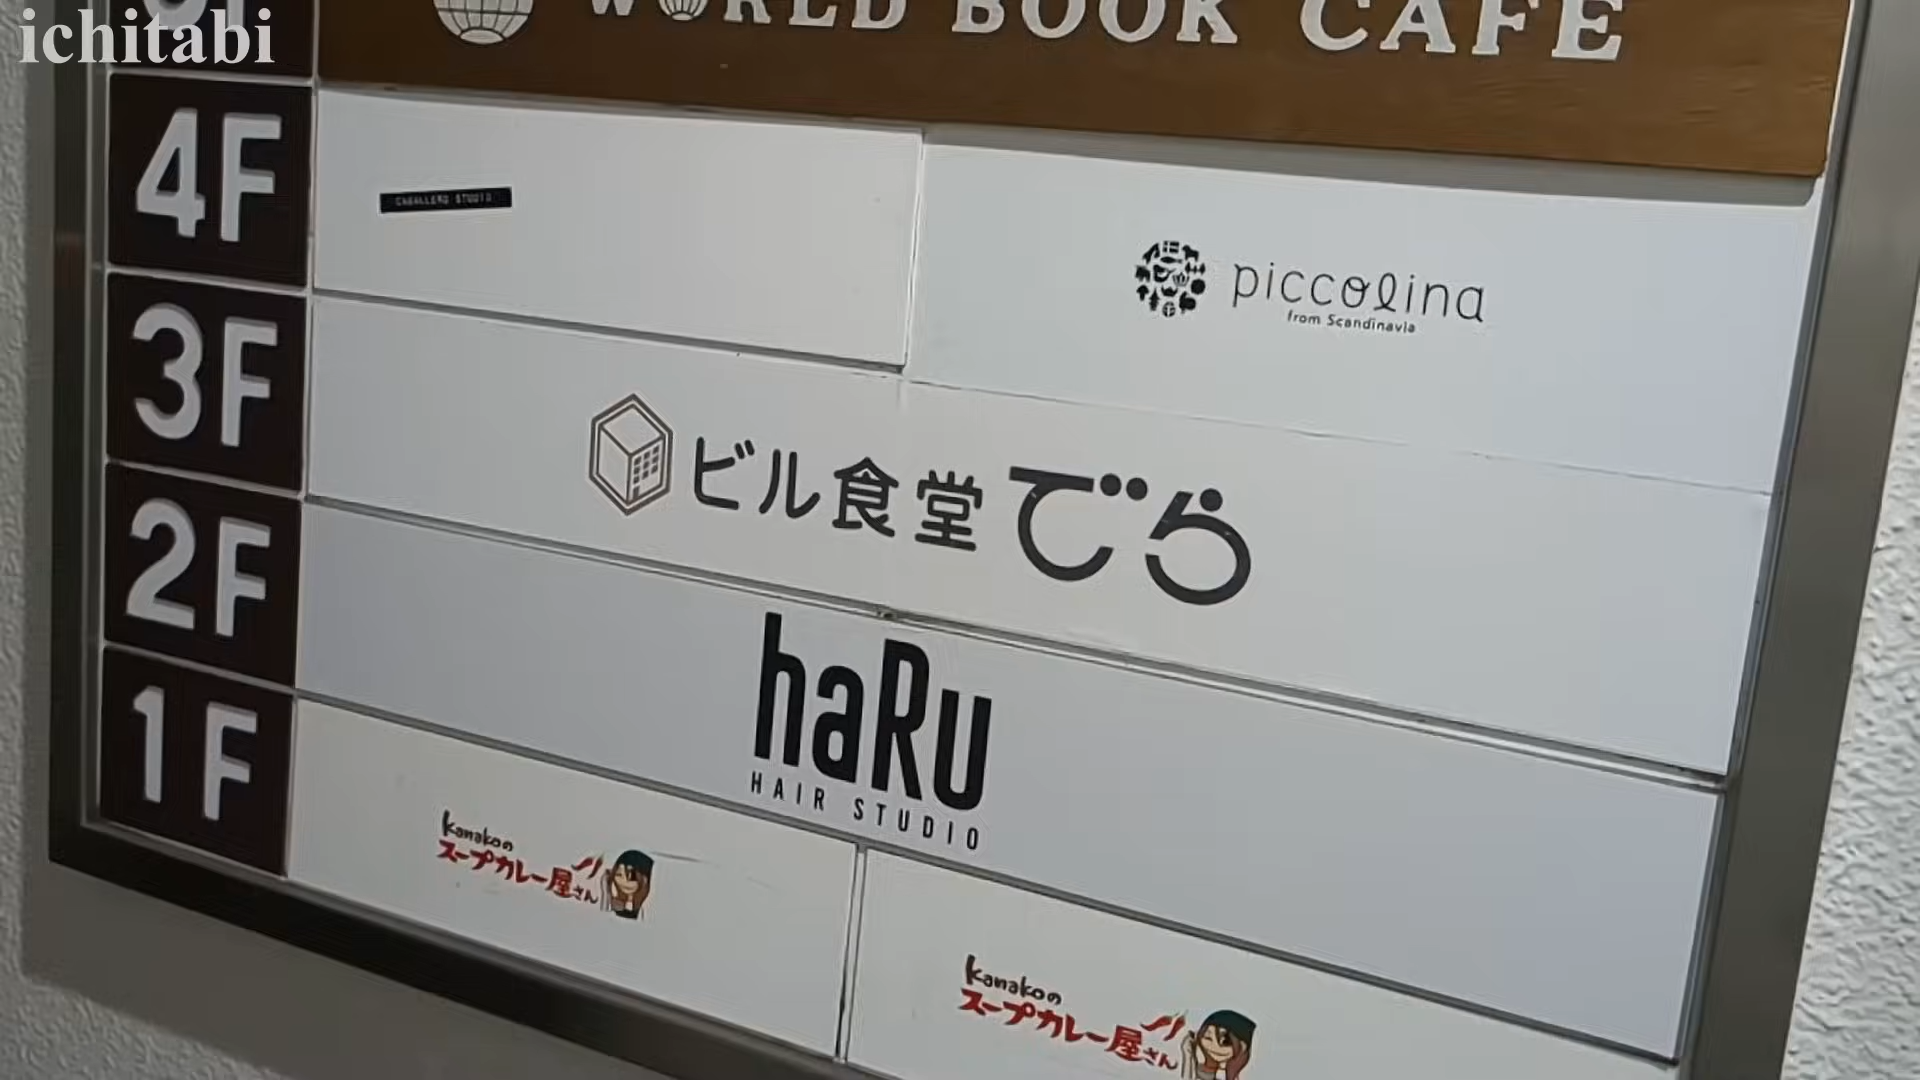 ichitabi
WORLD BOOK CAFE
4F
CABALLERO STUDIO
piccolina
from Scandinavia
3F
ビル食堂でら
2F
haRu
HAIR STUDIO
1F
kanakoの
スープカレー屋さん
kanakoの
スープカレー屋さん